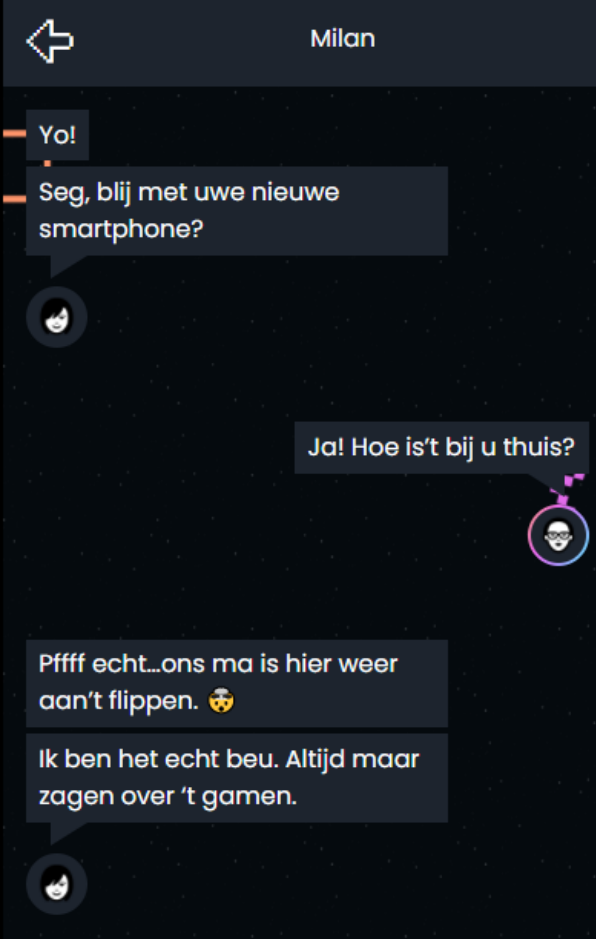 Milan
Yo!
Seg, blij met uwe nieuwe
smartphone?
Ja! Hoe is‘t bij u thuis?
Pffff echt...ons ma is hier weer
aan’t flippen. 🤯
Ik ben het echt beu. Altijd maar
zagen over ‘t gamen.